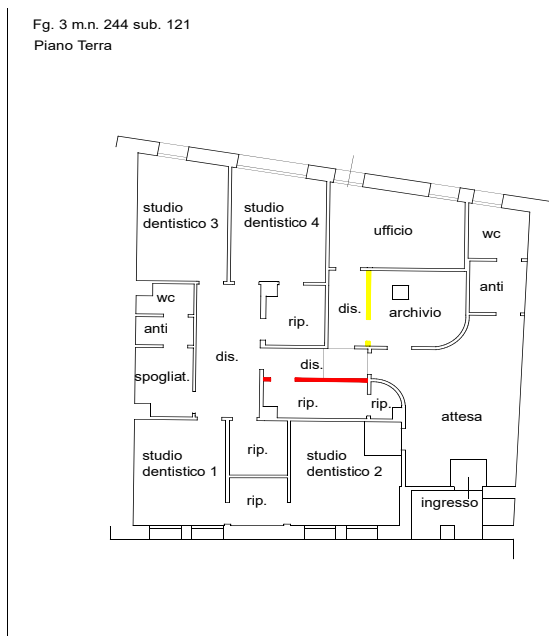 Fg. 3 m.n. 244 sub. 121
Piano Terra
studio
dentistico 3
studio
dentistico 4
ufficio
wc
wc
anti
anti
rip.
dis.
archivio
dis.
dis.
spogliat.
rip.
rip.
attesa
studio
dentistico 1
rip.
studio
dentistico 2
rip.
ingresso